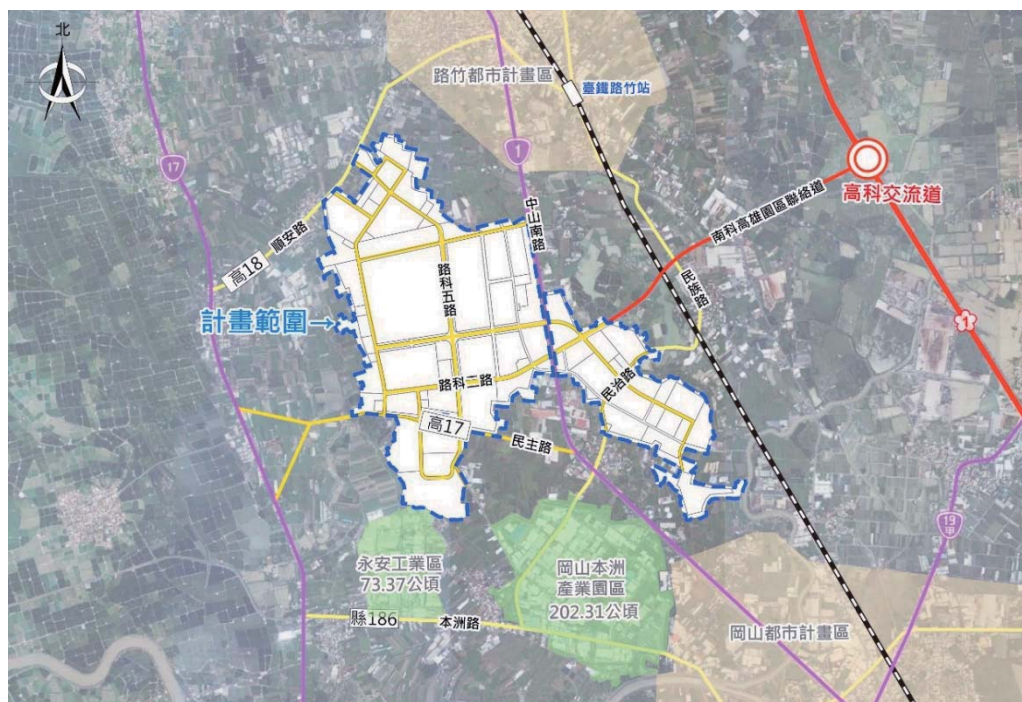 北
路竹都市計畫區
臺鐵路竹站
17
1
高科交流道
中山南路
南科高雄園區聯絡道
順安路
高18
路科五路
民族路
計畫範圍→
1
路科二路
民治路
高17
民主路
19
甲
永安工業區
73.37公頃
岡山本洲
產業園區
202.31公頃
縣186
本洲路
岡山都市計畫區